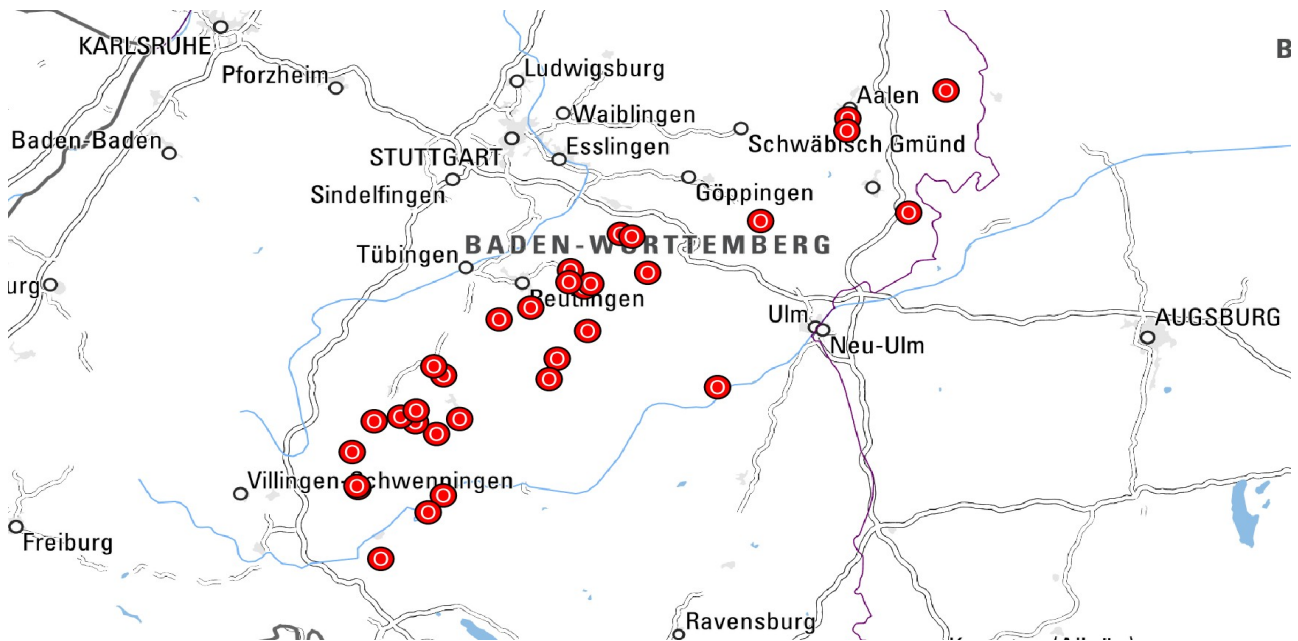 B
KARLSRUHE
Pforzheim
Ludwigsburg
Aalen
Waiblingen
Baden-Baden
Schwäbisch Gmünd
STUTTGART
Esslingen
Sindelfingen
Göppingen
BADEN-WÜRTTEMBERG
Tübingen
urg
Reutlingen
Ulm
AUGSBURG
Neu-Ulm
Villingen-Schwenningen
Freiburg
Ravensburg